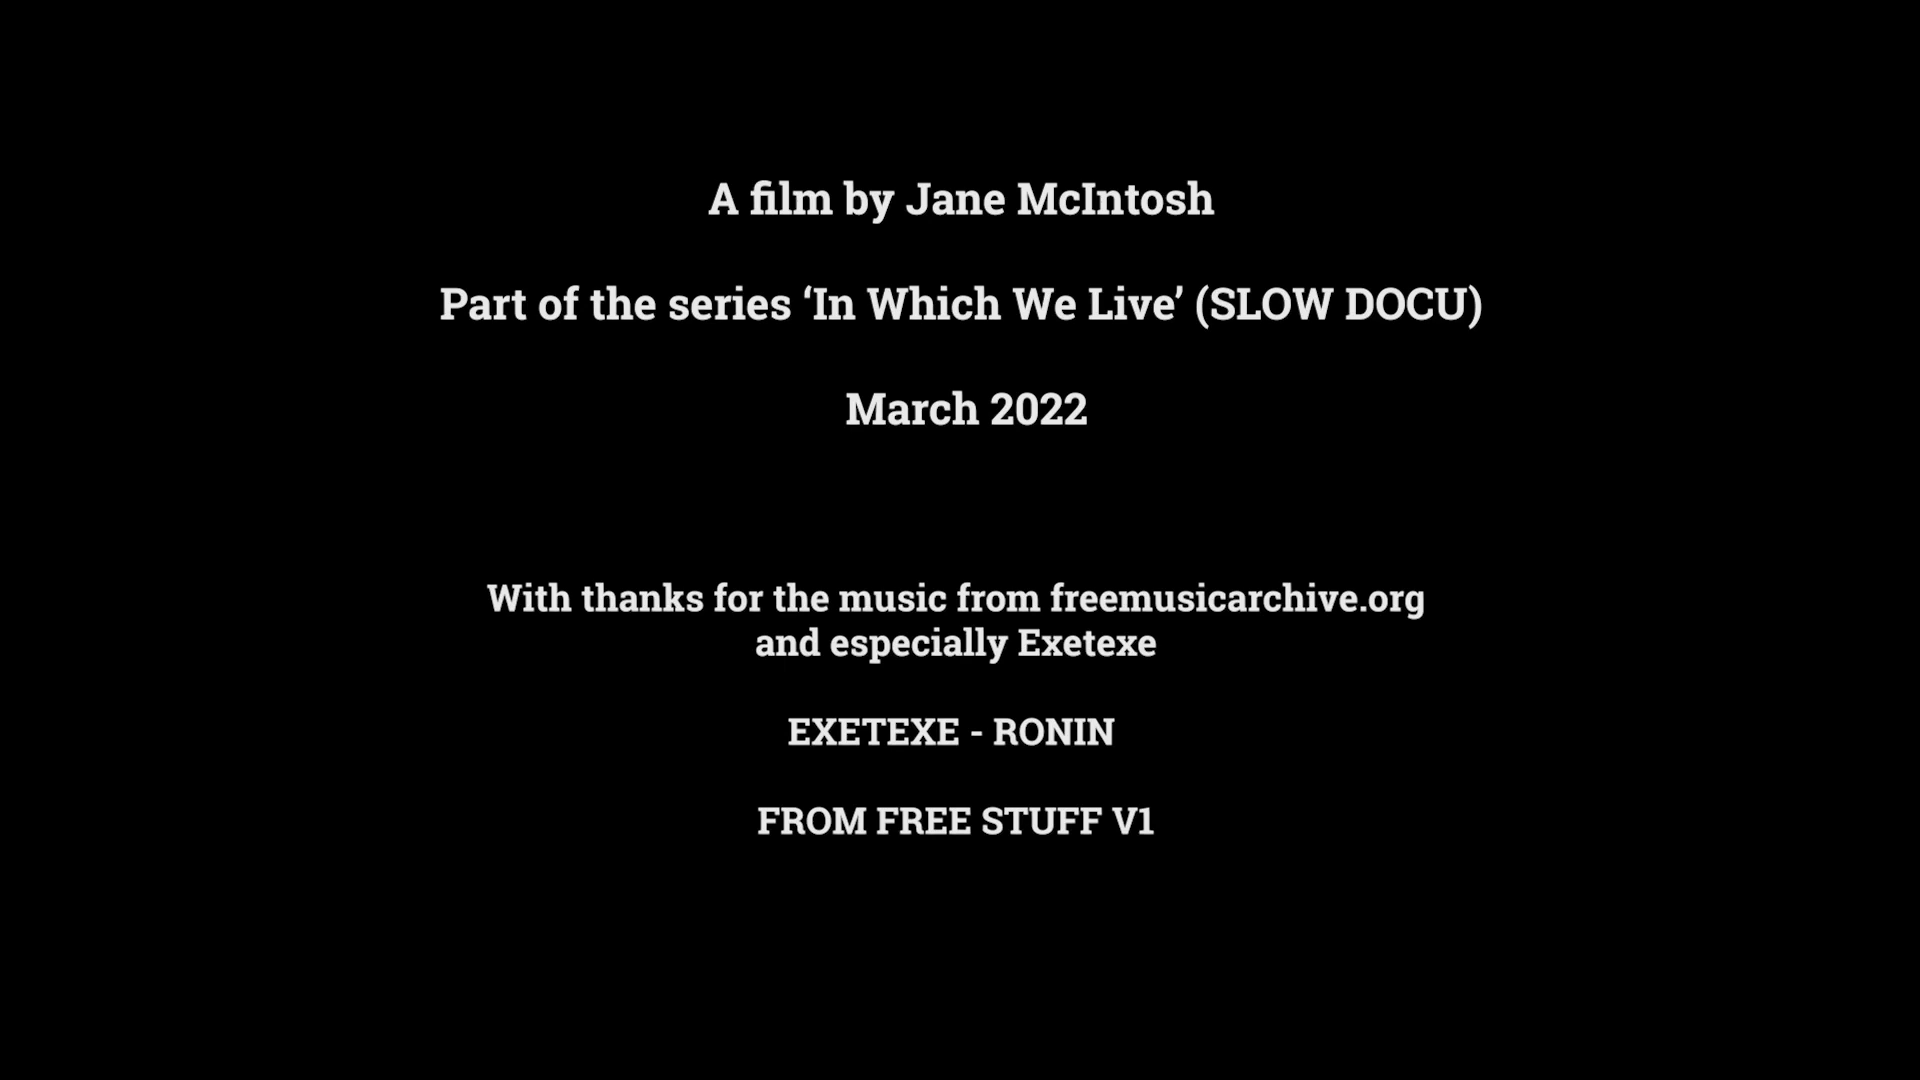 A film by Jane McIntosh
Part of the series ‘In Which We Live’ (SLOW DOCU)
March 2022
With thanks for the music from freemusicarchive.org
and especially Exetexe
EXETEXE - RONIN
FROM FREE STUFF V1